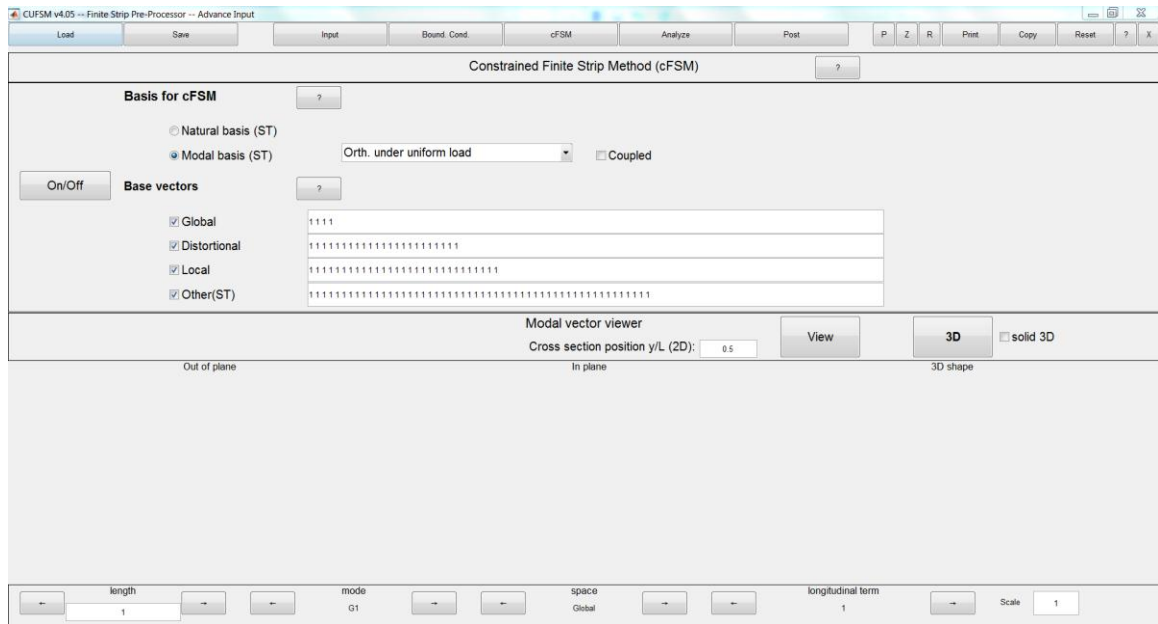 CUFSM v4.05 -- Finite Strip Pre-Processor -- Advance Input
Load Save Input Bound. Cond. cFSM Analyze Post P Z R Print Copy Reset ? X
Constrained Finite Strip Method (cFSM) ?
Basis for cFSM ?
Natural basis (ST)
Modal basis (ST) Orth. under uniform load Coupled
On/Off Base vectors ?
Global 1 1 1 1
Distortional 1 1 1 1 1 1 1 1 1 1 1 1 1 1 1 1 1 1 1 1 1 1 1
Local 1 1 1 1 1 1 1 1 1 1 1 1 1 1 1 1 1 1 1 1 1 1 1 1 1 1 1 1 1
Other(ST) 1 1 1 1 1 1 1 1 1 1 1 1 1 1 1 1 1 1 1 1 1 1 1 1 1 1 1 1 1 1 1 1 1 1 1 1 1 1 1 1 1 1 1 1 1 1 1 1 1 1 1 1
Modal vector viewer
Cross section position y/L (2D): 0.5 View 3D solid 3D
Out of plane In plane 3D shape
length mode space longitudinal term
← 1 → ← G1 → ← Global → ← 1 → Scale 1